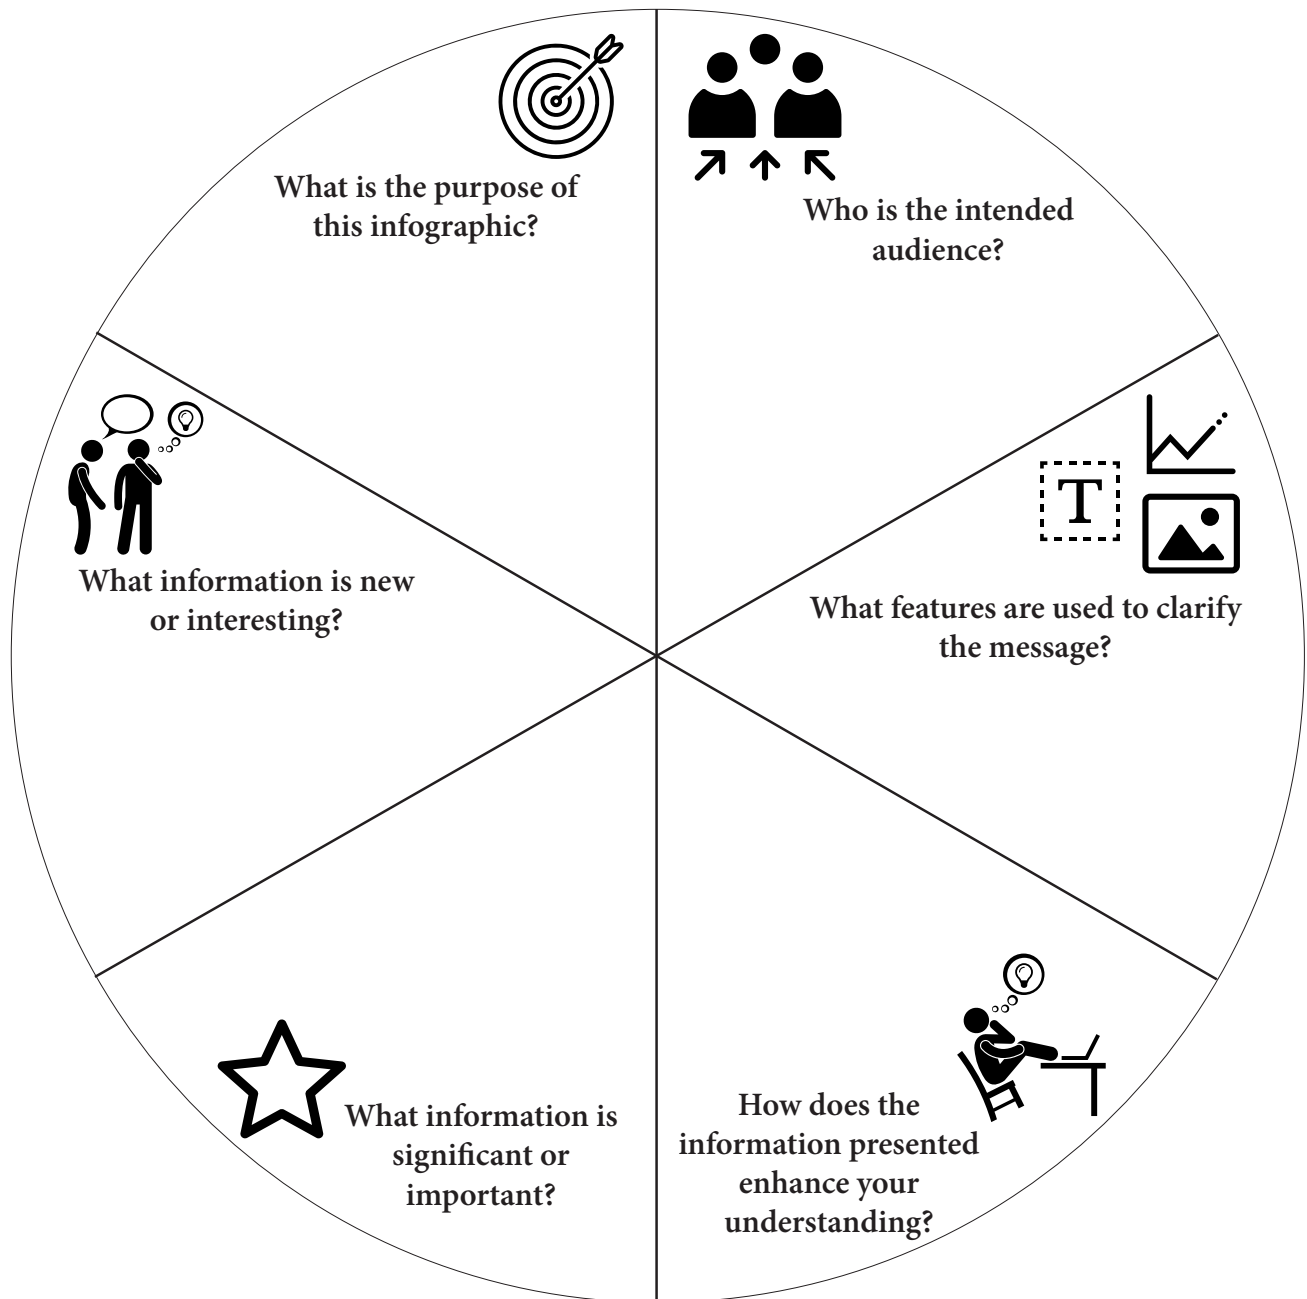 What is the purpose of
this infographic?
Who is the intended
audience?
What information is new
or interesting?
T
What features are used to clarify
the message?
What information is
significant or
important?
How does the
information presented
enhance your
understanding?